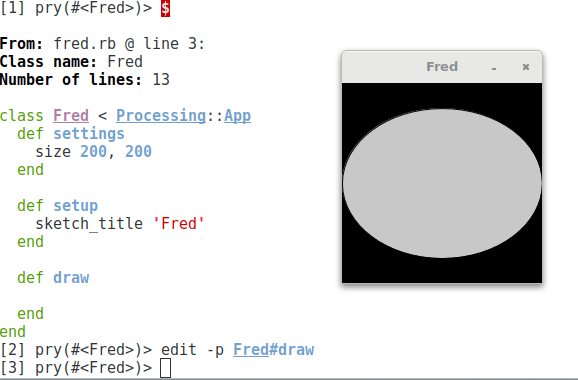 [1] pry(#<Fred>)> $
From: fred.rb @ line 3:
Class name: Fred
Number of lines: 13
class Fred < Processing::App
  def settings
    size 200, 200
  end
  def setup
    sketch_title 'Fred'
  end
  def draw
  end
end
[2] pry(#<Fred>)> edit -p Fred#draw
[3] pry(#<Fred>)>
Fred